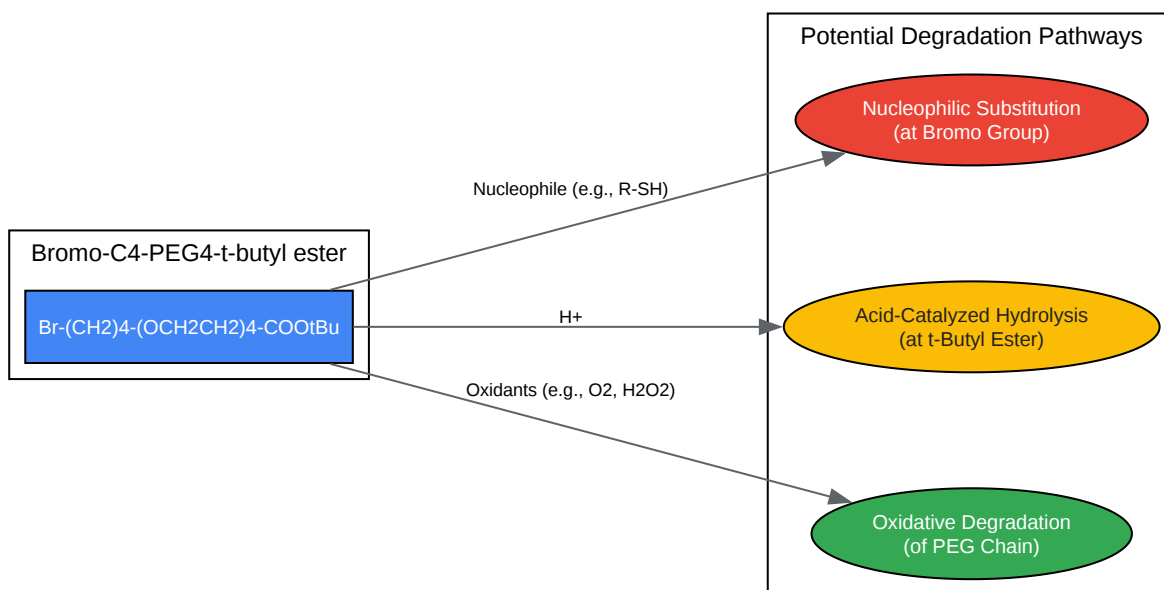 Potential Degradation Pathways
Nucleophilic Substitution
(at Bromo Group)
Nucleophile (e.g., R-SH)
Bromo-C4-PEG4-t-butyl ester
Br-(CH2)4-(OCH2CH2)4-COOtBu
H+
Acid-Catalyzed Hydrolysis
(at t-Butyl Ester)
Oxidants (e.g., O2, H2O2)
Oxidative Degradation
(of PEG Chain)